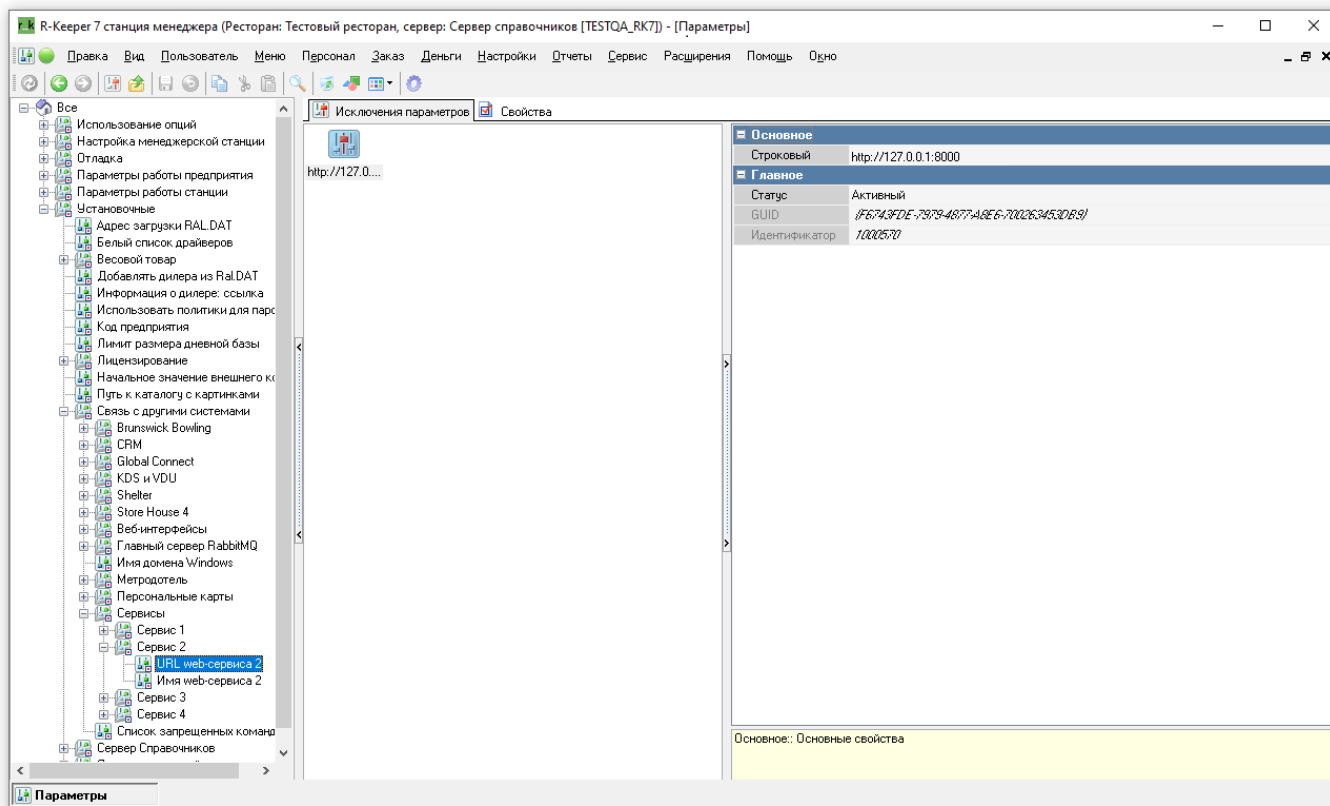 r_k R-Keeper 7 станция менеджера (Ресторан: Тестовый ресторан, сервер: Сервер справочников [TESTQA_RK7]) - [Параметры]
Правка Вид Пользователь Меню Персонал Заказ Деньги Настройки Отчеты Сервис Расширения Помощь Окно
Все
Использование опций
Настройка менеджерской станции
Отладка
Параметры работы предприятия
Параметры работы станции
Установочные
Адрес загрузки RAL.DAT
Белый список драйверов
Весовой товар
Добавлять дилера из Ral.DAT
Информация о дилере: ссылка
Использовать политики для паро
Код предприятия
Лимит размера дневной базы
Лицензирование
Начальное значение внешнего ко
Путь к каталогу с картинками
Связь с другими системами
Brunswick Bowling
CRM
Global Connect
KDS и VDU
Shelter
Store House 4
Веб-интерфейсы
Главный сервер RabbitMQ
Имя домена Windows
Метродотель
Персональные карты
Сервисы
Сервис 1
Сервис 2
URL web-сервиса 2
Имя web-сервиса 2
Сервис 3
Сервис 4
Список запрещенных команд
Сервер Справочников
Исключения параметров Свойства
http://127.0....
Основное
Строковый http://127.0.0.1:8000
Главное
Статус Активный
GUID {F6743FDE-7979-4877-A8E6-700263453DB9}
Идентификатор 1000570
Основное:: Основные свойства
Параметры